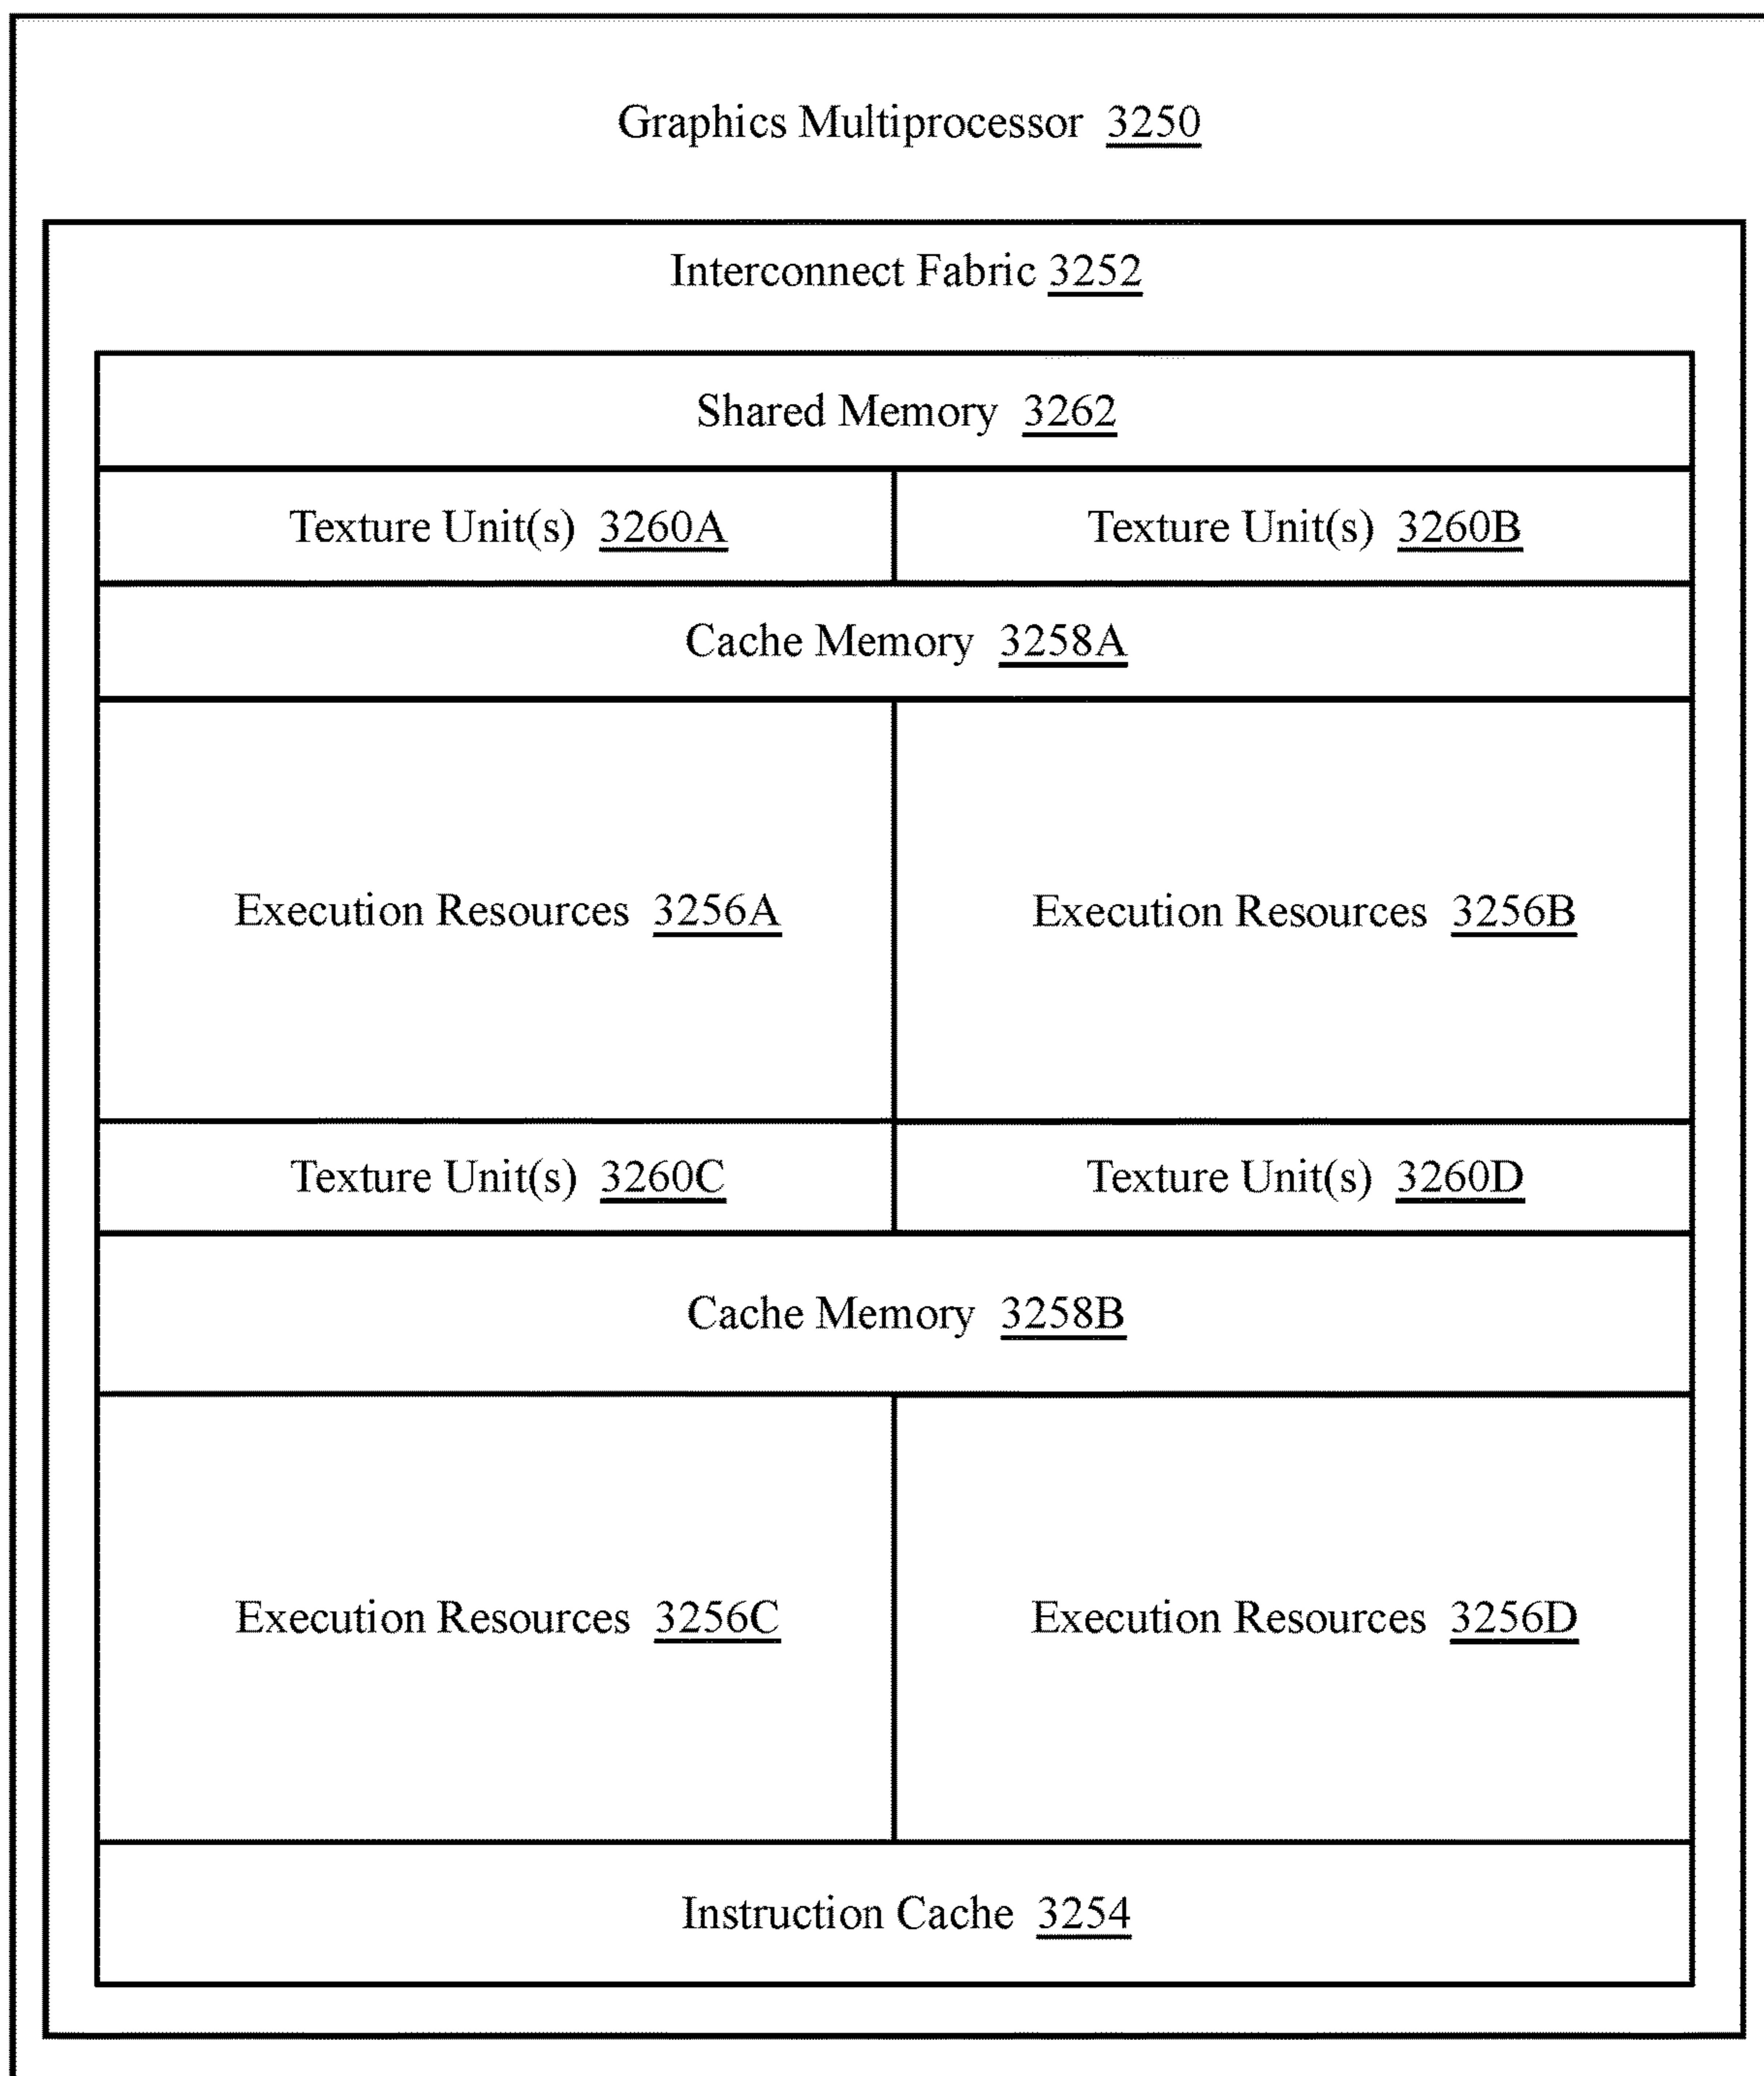 Graphics Multiprocessor 3250
Interconnect Fabric 3252
Shared Memory 3262
Texture Unit(s) 3260A
Texture Unit(s) 3260B
Cache Memory 3258A
Execution Resources 3256A
Execution Resources 3256B
Texture Unit(s) 3260C
Texture Unit(s) 3260D
Cache Memory 3258B
Execution Resources 3256C
Execution Resources 3256D
Instruction Cache 3254